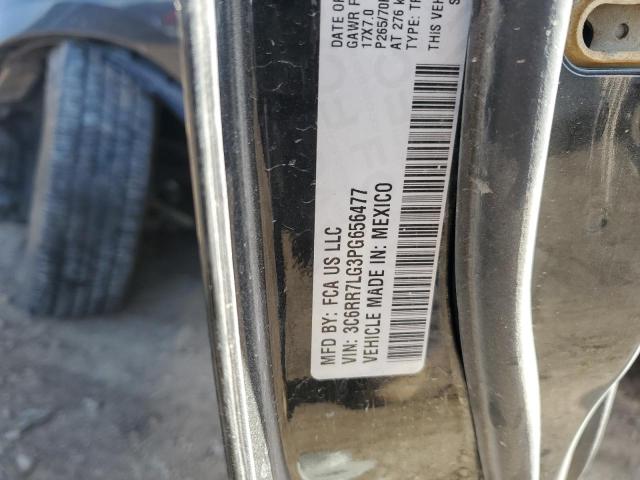 DATE OF
GAWR F
17X7.0
P265/70
AT 276 k
TYPE: TR
THIS VEHIC
MFD BY: FCA US LLC
VIN: 3C6RR7LG3PG656477
VEHICLE MADE IN: MEXICO